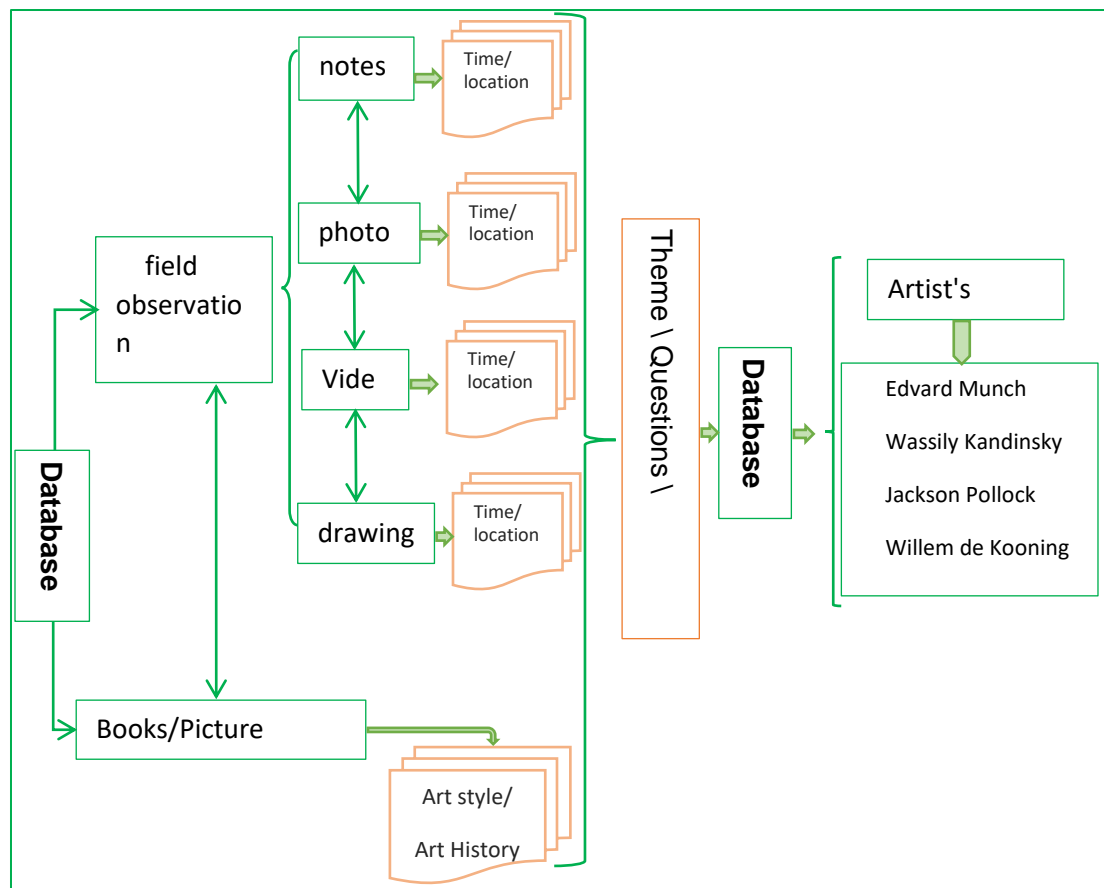 notes
Time/
location
photo
Time/
location
field
observatio
n
Vide
Time/
location
drawing
Time/
location
Database
Books/Picture
Art style/
Art History
Theme \ Questions \
Database
Artist's
Edvard Munch
Wassily Kandinsky
Jackson Pollock
Willem de Kooning